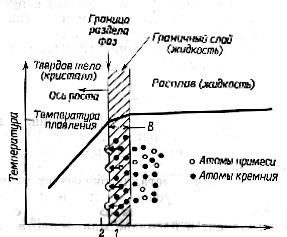 Граница
раздела
фаз
Граничный слой
(жидкость)
Твердое тело
(кристалл)
Ось роста
Расплав (жидкость)
Температура
плавления
В
Температура
Атомы примеси
Атомы кремния
2 1